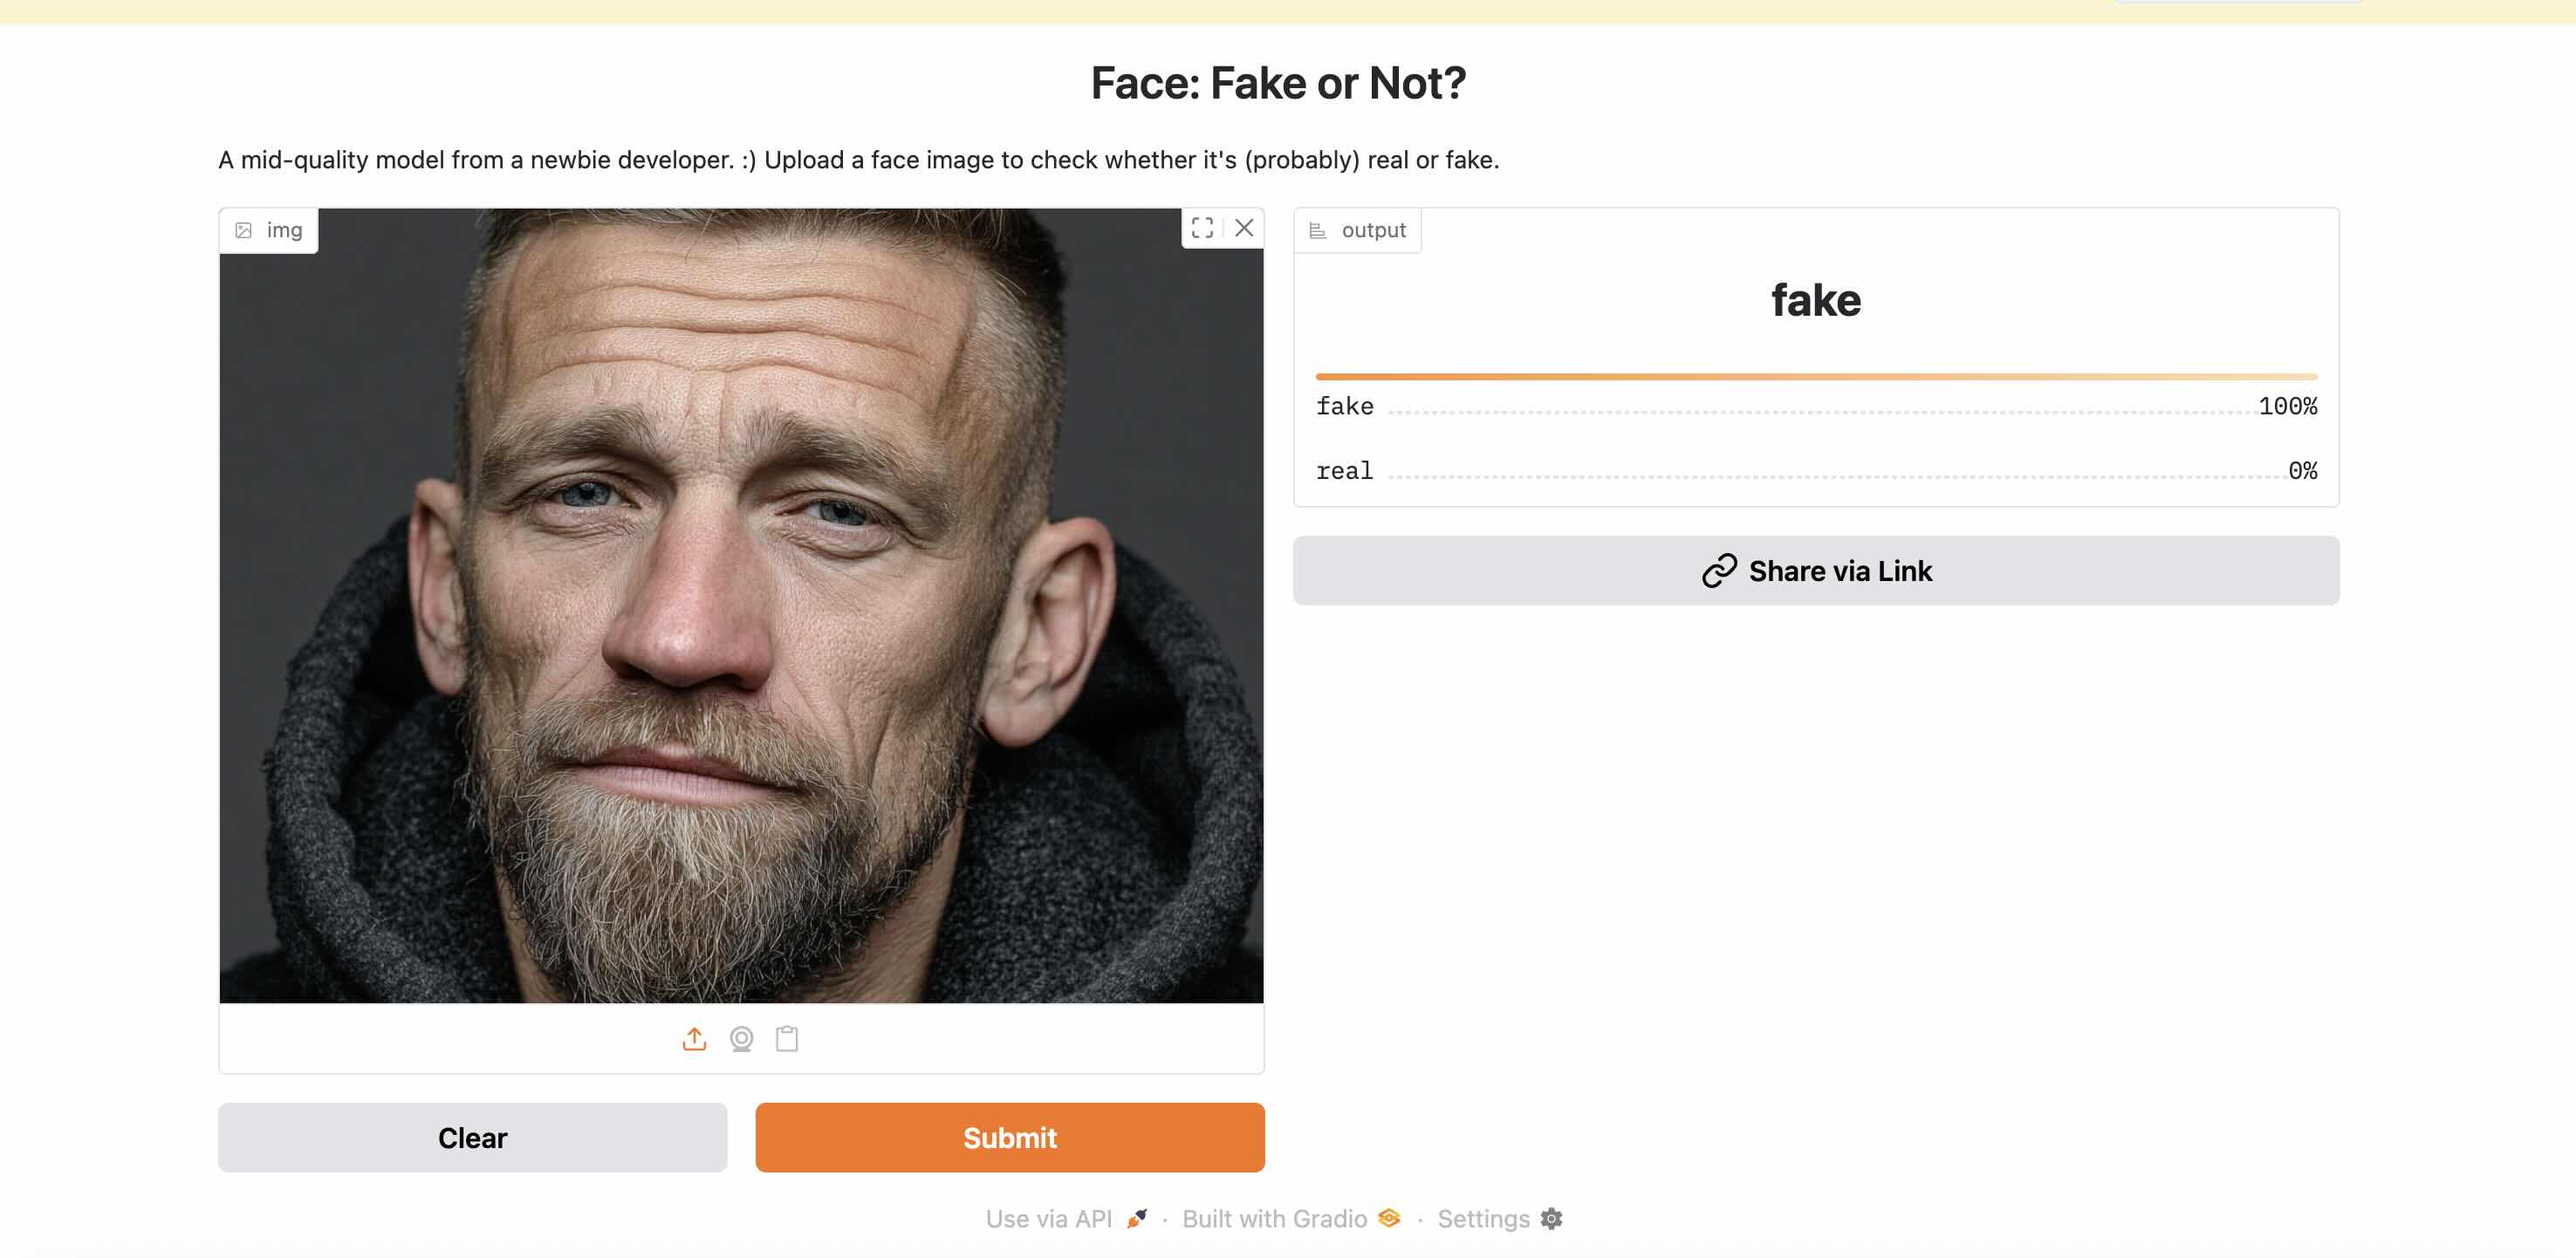 Face: Fake or Not?
A mid-quality model from a newbie developer. :) Upload a face image to check whether it's (probably) real or fake.
img
output
fake
fake 100%
real 0%
Share via Link
Clear
Submit
Use via API · Built with Gradio · Settings